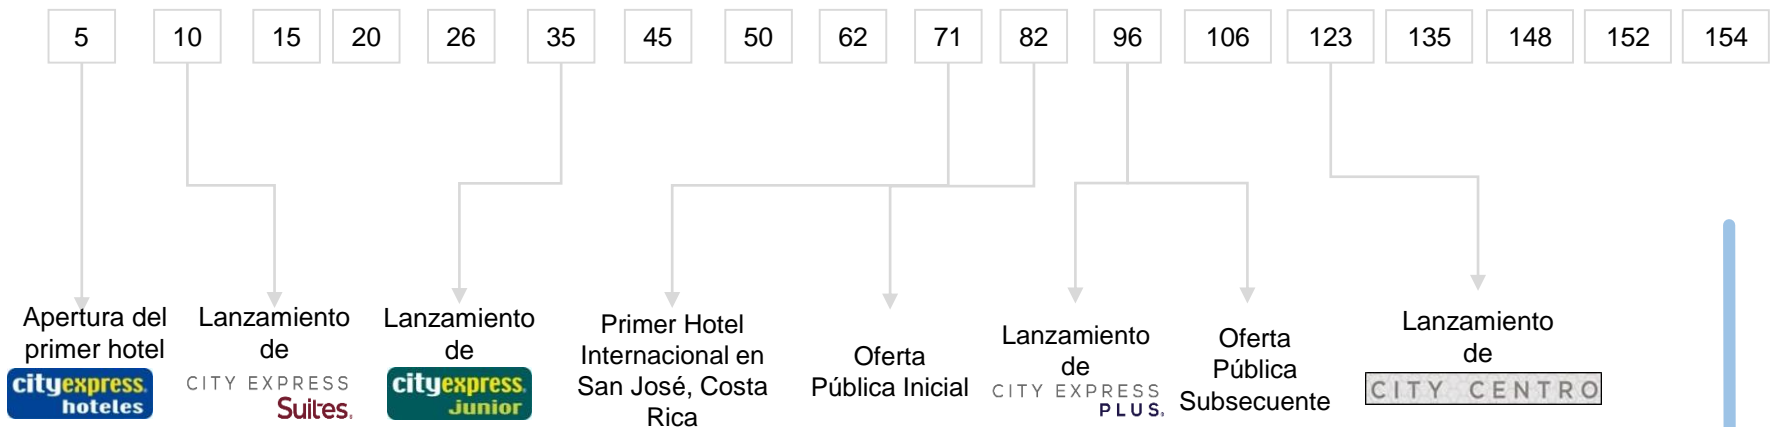 5 10 15 20 26 35 45 50 62 71 82 96 106 123 135 148 152 154
Apertura del
primer hotel
cityexpress.
hoteles
Lanzamiento
de
CITY EXPRESS
Suites.
Lanzamiento
de
cityexpress.
Junior
Primer Hotel
Internacional en
San José, Costa
Rica
Oferta
Pública Inicial
Lanzamiento
de
CITY EXPRESS
PLUS.
Oferta
Pública
Subsecuente
Lanzamiento
de
CITY CENTRO